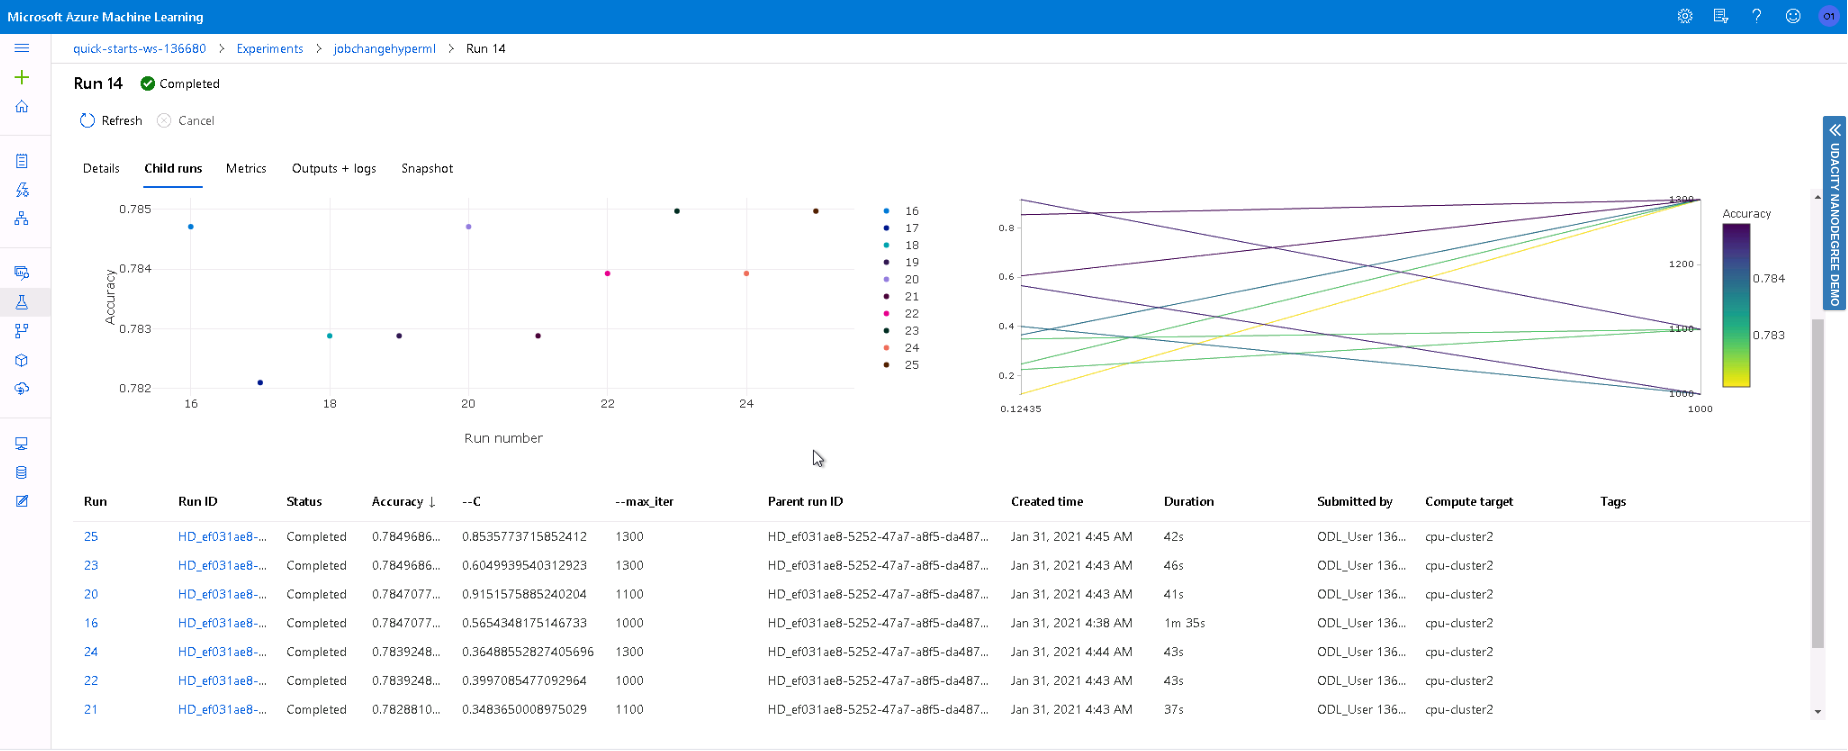 Microsoft Azure Machine Learning
O1
quick-starts-ws-136680 > Experiments > jobchangehyperml > Run 14
Run 14 Completed
Refresh Cancel
Details Child runs Metrics Outputs + logs Snapshot
UDACITY NANODEGREE DEMO
0.785
0.784
0.783
0.782
Accuracy
16 18 20 22 24
Run number
16
17
18
19
20
21
22
23
24
25
0.8
0.6
0.4
0.2
0.12435
1300
1200
1100
1000
1000
Accuracy
0.784
0.783
Run Run ID Status Accuracy ↓ --C --max_iter Parent run ID Created time Duration Submitted by Compute target Tags
25 HD_ef031ae8-... Completed 0.7849686... 0.8535773715852412 1300 HD_ef031ae8-5252-47a7-a8f5-da487... Jan 31, 2021 4:45 AM 42s ODL_User 136... cpu-cluster2
23 HD_ef031ae8-... Completed 0.7849686... 0.6049939540312923 1300 HD_ef031ae8-5252-47a7-a8f5-da487... Jan 31, 2021 4:43 AM 46s ODL_User 136... cpu-cluster2
20 HD_ef031ae8-... Completed 0.7847077... 0.9151575885240204 1100 HD_ef031ae8-5252-47a7-a8f5-da487... Jan 31, 2021 4:43 AM 41s ODL_User 136... cpu-cluster2
16 HD_ef031ae8-... Completed 0.7847077... 0.5654348175146733 1000 HD_ef031ae8-5252-47a7-a8f5-da487... Jan 31, 2021 4:38 AM 1m 35s ODL_User 136... cpu-cluster2
24 HD_ef031ae8-... Completed 0.7839248... 0.36488552827405696 1300 HD_ef031ae8-5252-47a7-a8f5-da487... Jan 31, 2021 4:44 AM 43s ODL_User 136... cpu-cluster2
22 HD_ef031ae8-... Completed 0.7839248... 0.3997085477092964 1000 HD_ef031ae8-5252-47a7-a8f5-da487... Jan 31, 2021 4:43 AM 43s ODL_User 136... cpu-cluster2
21 HD_ef031ae8-... Completed 0.7828810... 0.3483650008975029 1100 HD_ef031ae8-5252-47a7-a8f5-da487... Jan 31, 2021 4:43 AM 37s ODL_User 136... cpu-cluster2